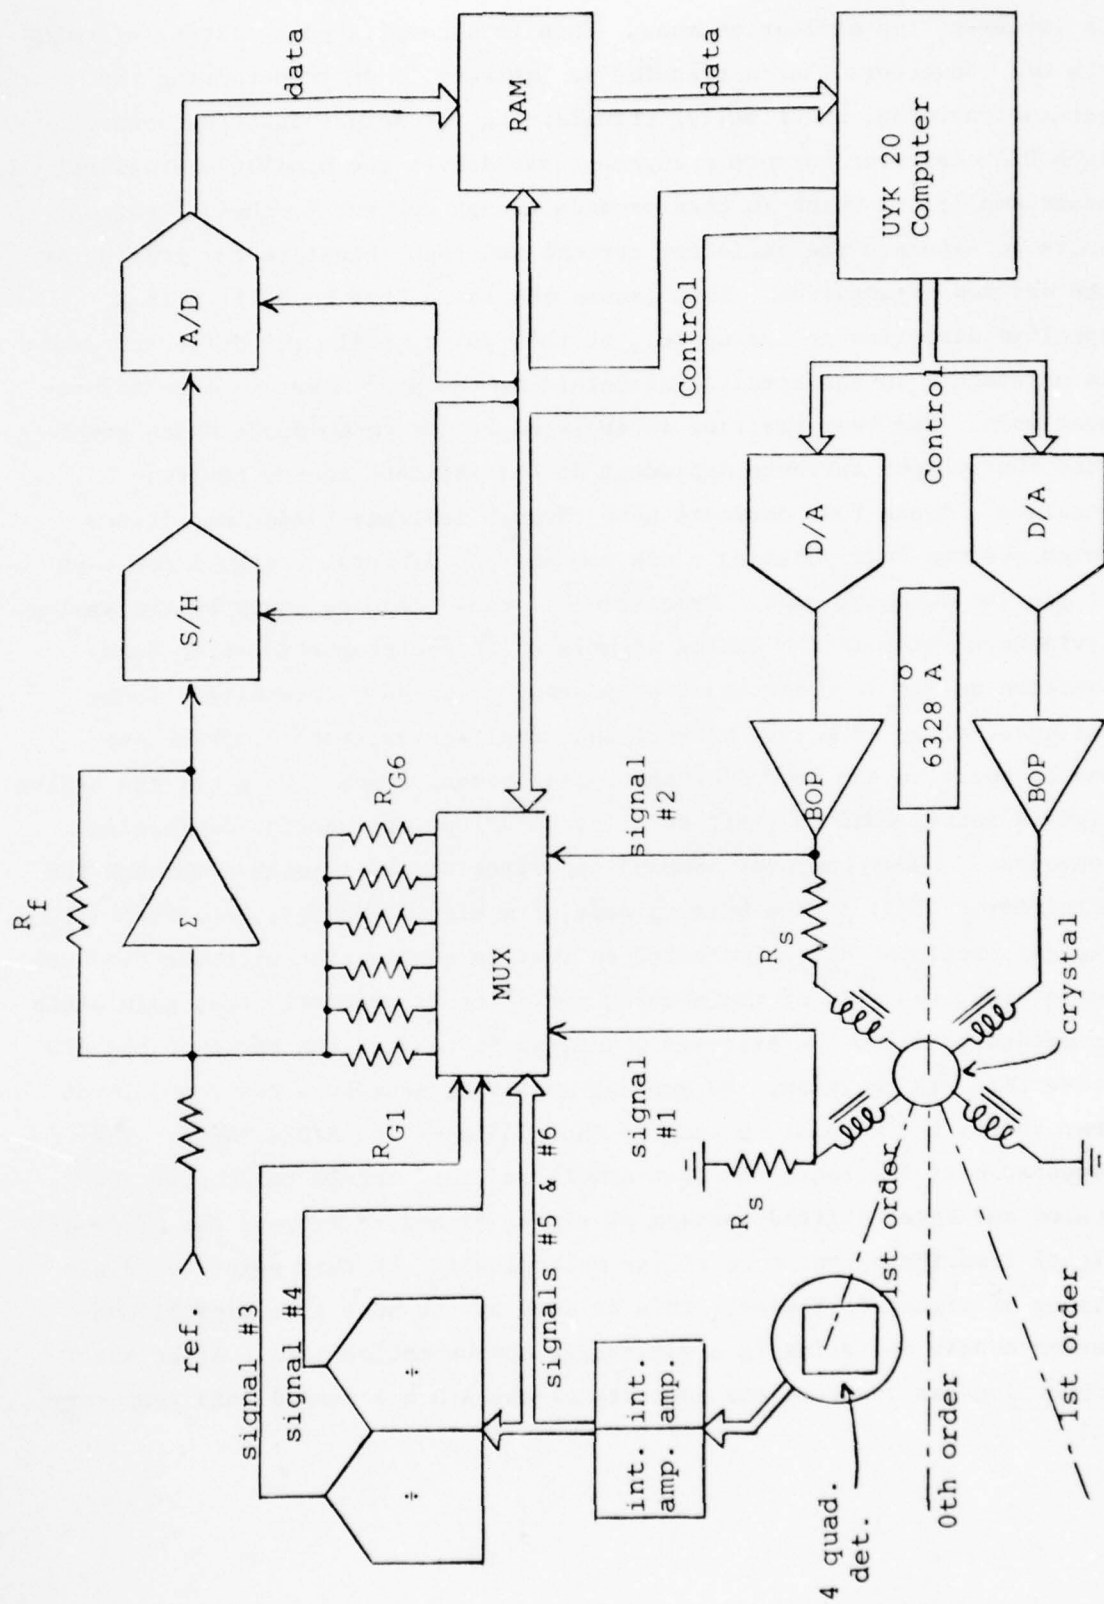 R_f
ref
Σ
S/H
A/D
data
R_G1
R_G6
signal #3
signal #4
÷
÷
MUX
RAM
signals #5 & #6
data
int.
amp.
int.
amp.
signal
#1
signal
#2
Control
R_s
R_s
BOP
D/A
UYK 20
Computer
4 quad.
det.
1st order
6328 Å
Control
0th order
1st order
crystal
BOP
D/A